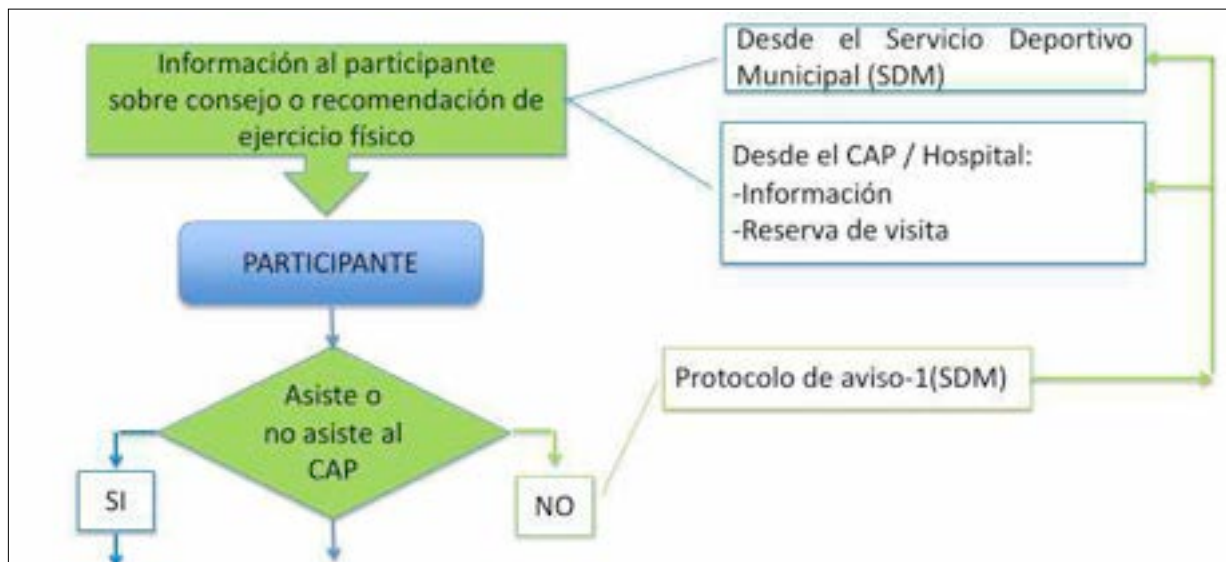 Información al participante
sobre consejo o recomendación de
ejercicio físico
Desde el Servicio Deportivo
Municipal (SDM)
Desde el CAP / Hospital:
-Información
-Reserva de visita
PARTICIPANTE
Protocolo de aviso-1(SDM)
Asiste o
no asiste al
CAP
SI
NO